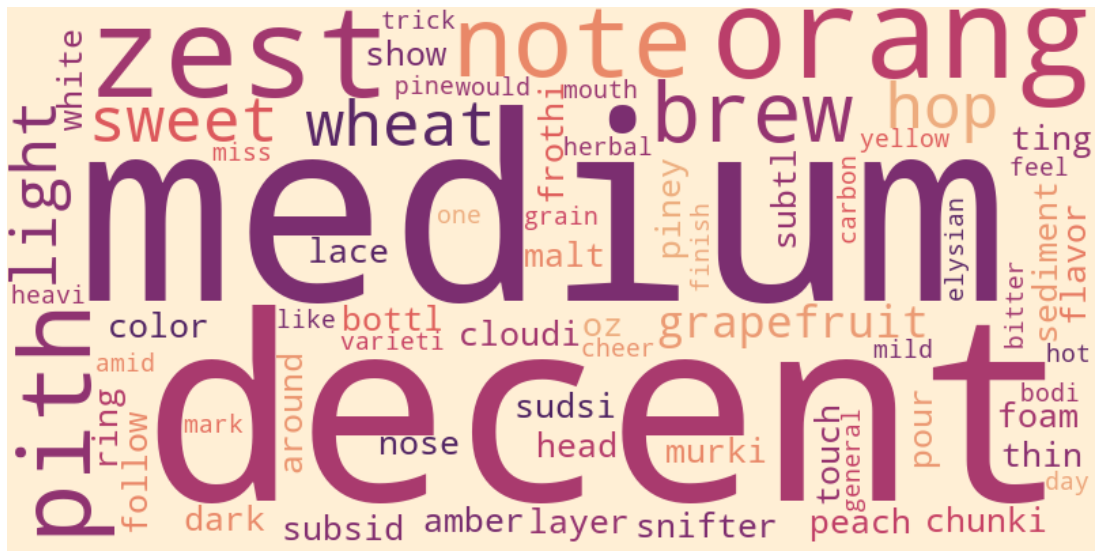 zest
trick
show
note
orang
white
pinewould
mouth
sweet
wheat
frothi
brew
hop
miss
herbal
yellow
ting
feel
light
medium
one
grain
piney
subtl
carbon
lace
malt
finish
elysian
sediment
flavor
heavi
pith
color
like
bottl
varieti
cloudi
oz
cheer
grapefruit
mild
bitter
hot
amid
decent
around
mark
ring
follow
nose
sudsi
head
murki
touch
general
pour
bodi
foam
thin
day
dark
subsid
amber
layer
snifter
peach
chunki